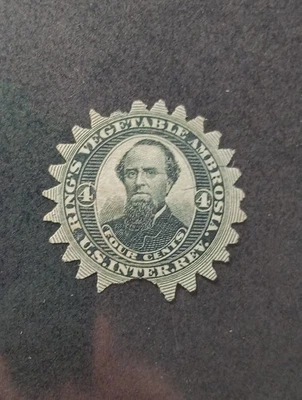 RING'S VEGETABLE AMBROSIA.
4 4
FOUR CENTS
U.S. INTER. REV.